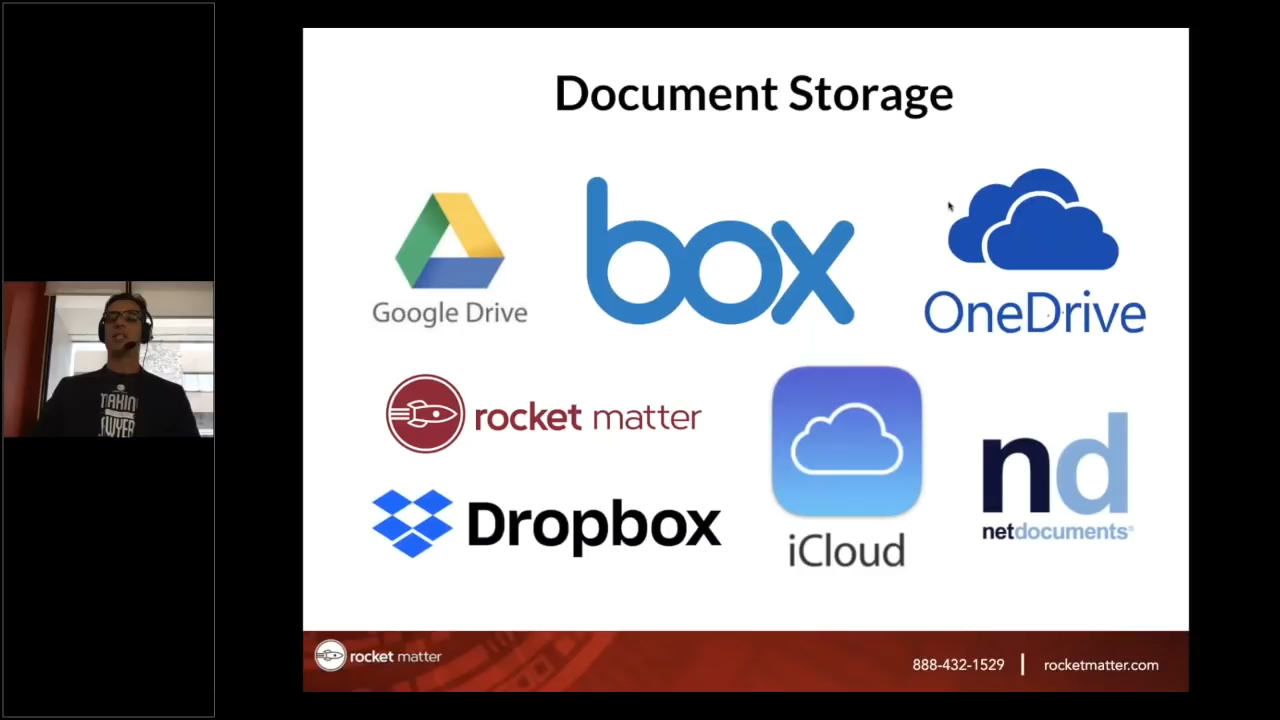 Document Storage
Google Drive
box
OneDrive
rocket matter
Dropbox
iCloud
nd
netdocuments®
rocket matter
888-432-1529 | rocketmatter.com
MAKIN